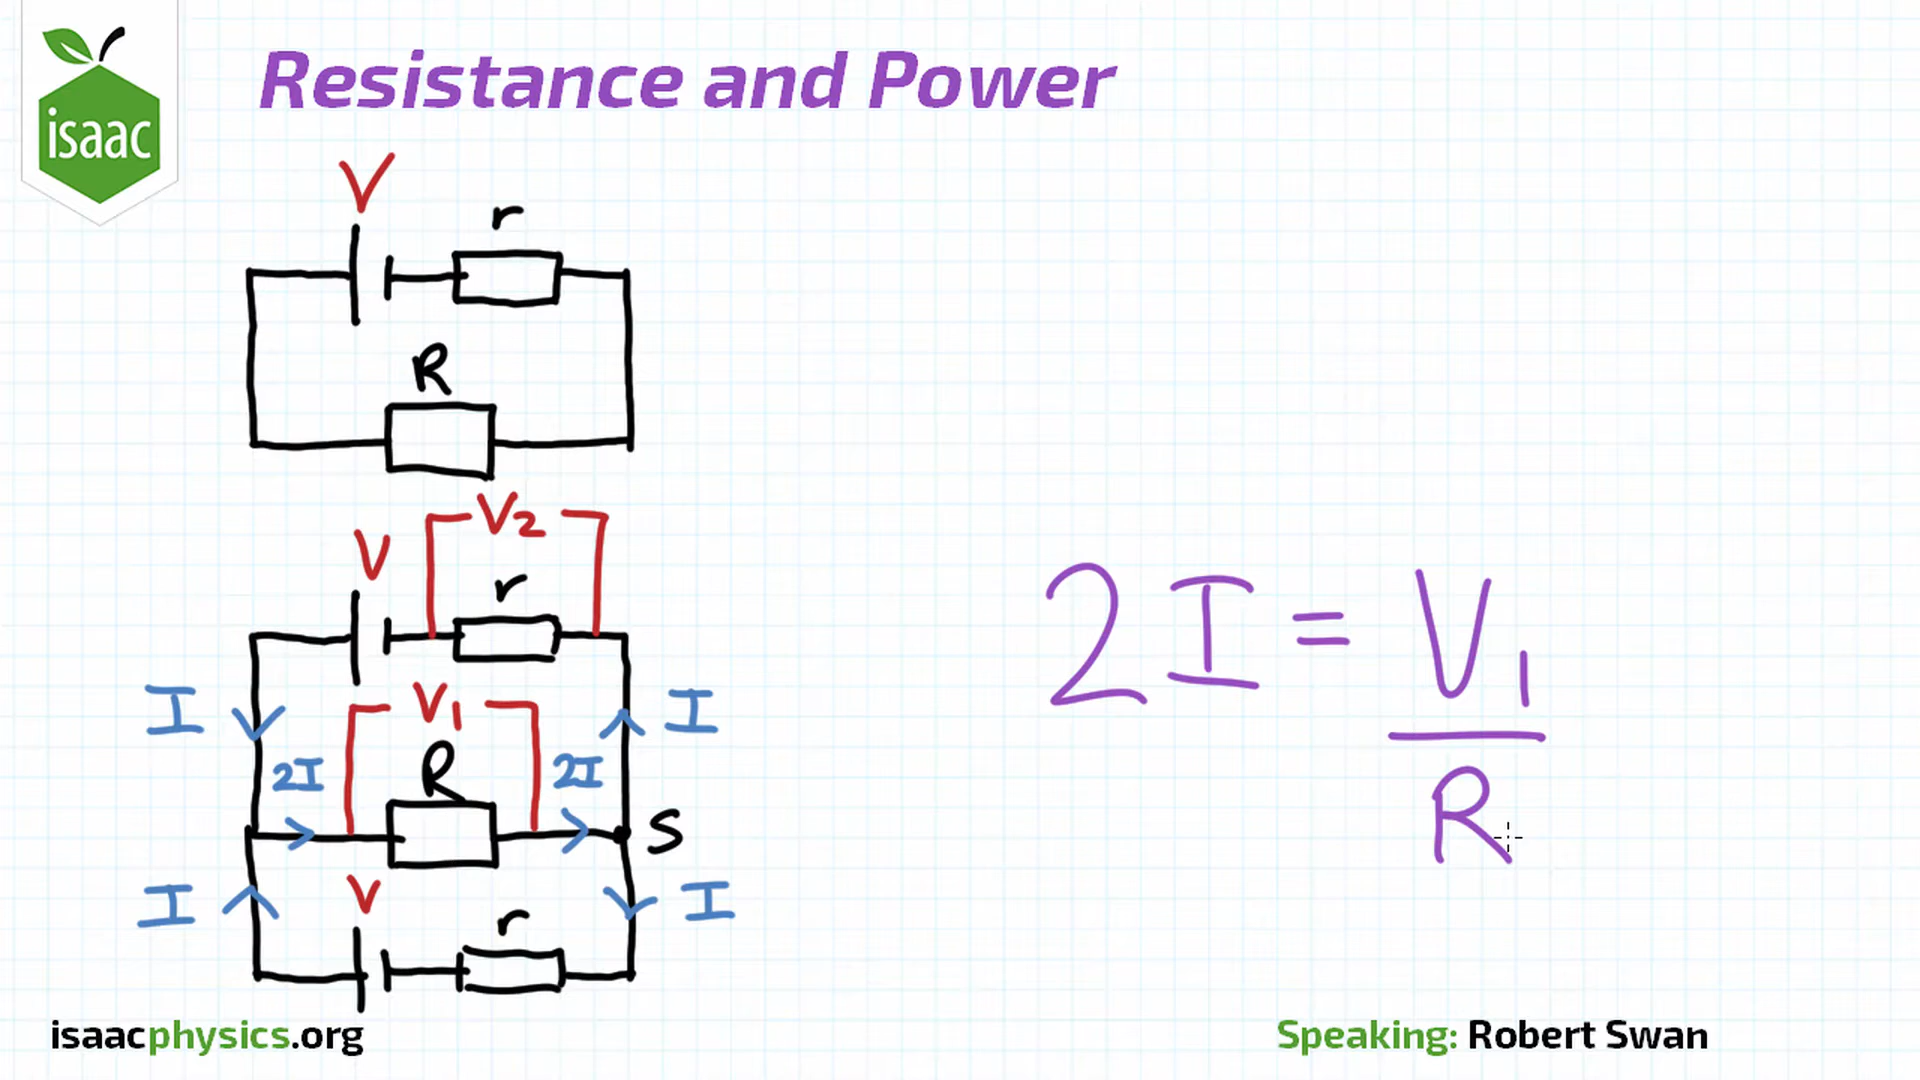 isaac
Resistance and Power
V
r
R
V
V2
r
I
V1
I
2I
R
2I
S
I
V
r
I
2I = V1
R
isaacphysics.org
Speaking: Robert Swan